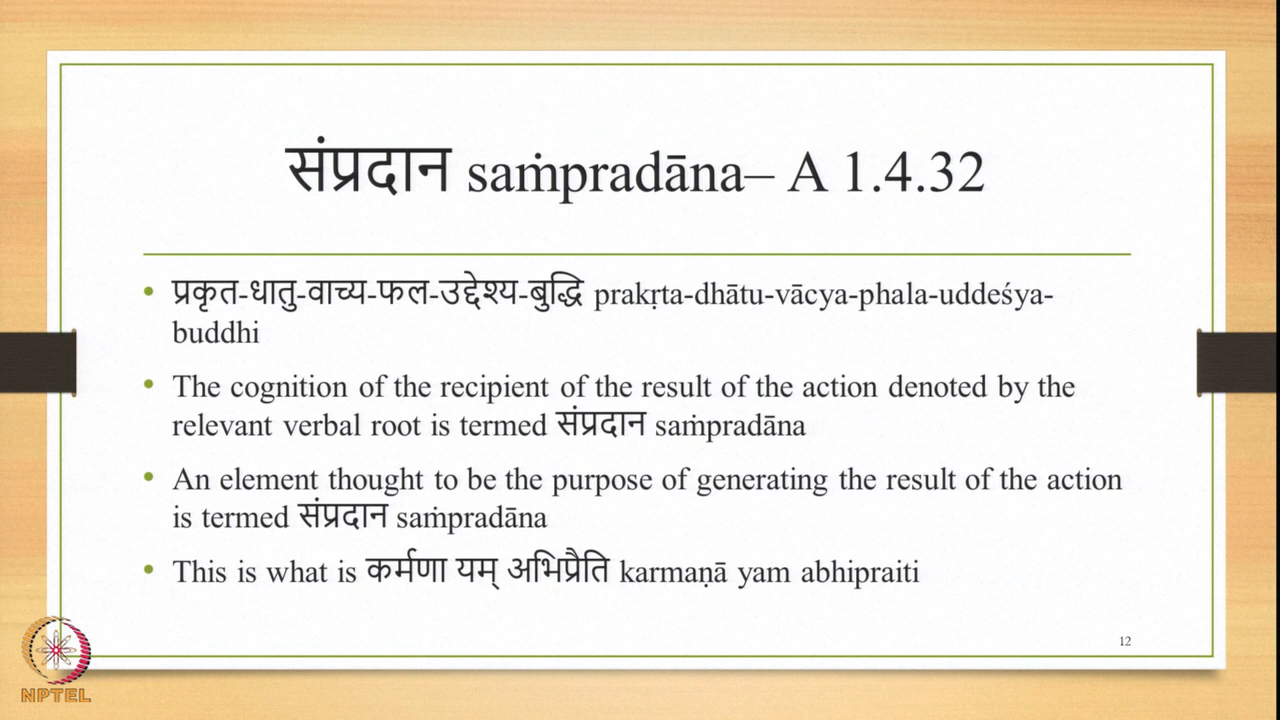 संप्रदान saṁpradāna– A 1.4.32
• प्रकृत-धातु-वाच्य-फल-उद्देश्य-बुद्धि prakṛta-dhātu-vācya-phala-uddeśya-
buddhi
• The cognition of the recipient of the result of the action denoted by the
relevant verbal root is termed संप्रदान saṁpradāna
• An element thought to be the purpose of generating the result of the action
is termed संप्रदान saṁpradāna
• This is what is कर्मणा यम् अभिप्रैति karmaṇā yam abhipraiti
12
NPTEL